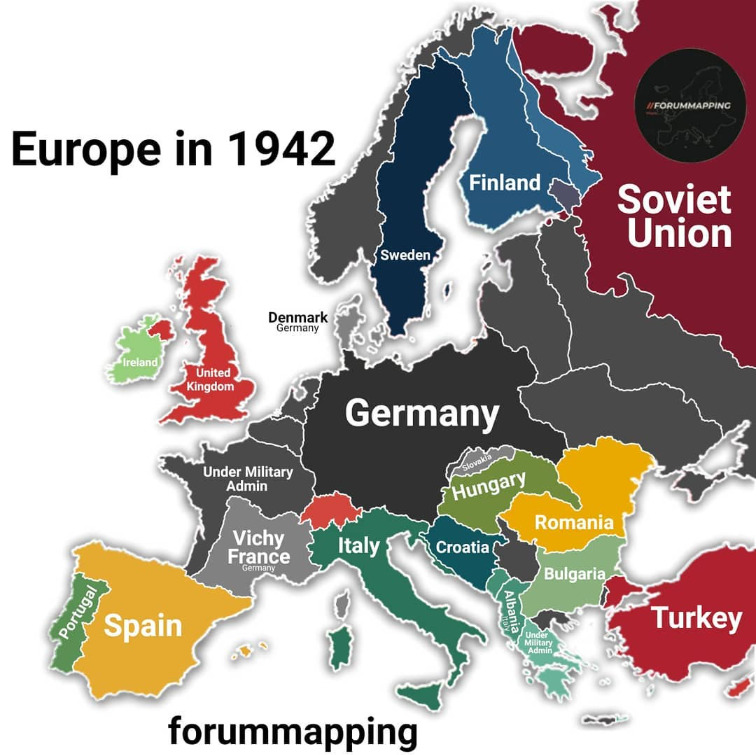 //FORUMMAPPING
Europe in 1942
Finland
Soviet
Union
Sweden
Denmark
Germany
Ireland
United
Kingdom
Germany
Under Military
Admin
Slovakia
Hungary
Vichy
France
Germany
Italy
Croatia
Romania
Bulgaria
Portugal
Spain
Albania
Italy
Under
Military
Admin
Turkey
forummapping